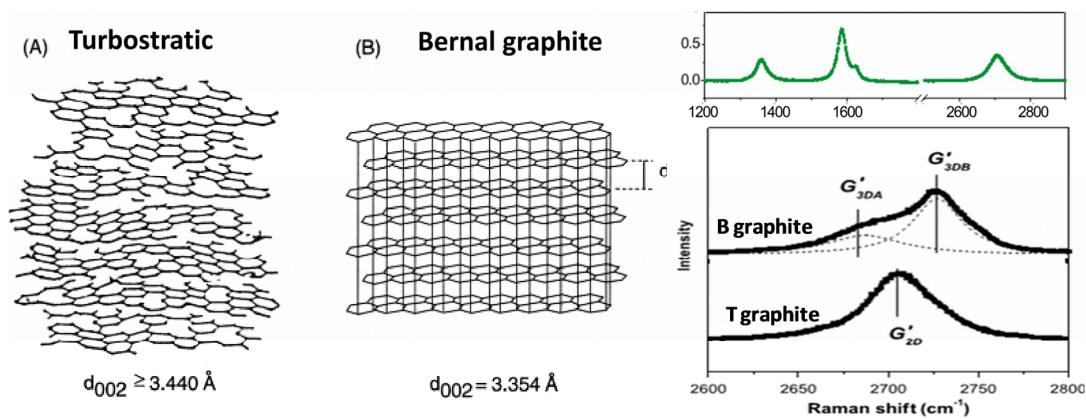 (A) Turbostratic
d002 ≥ 3.440 Å
(B) Bernal graphite
d
d002 = 3.354 Å
0.5
0.0
1200 1400 1600 2600 2800
G'3DB
G'3DA
B graphite
Intensity
T graphite
G'2D
2600 2650 2700 2750 2800
Raman shift (cm-1)